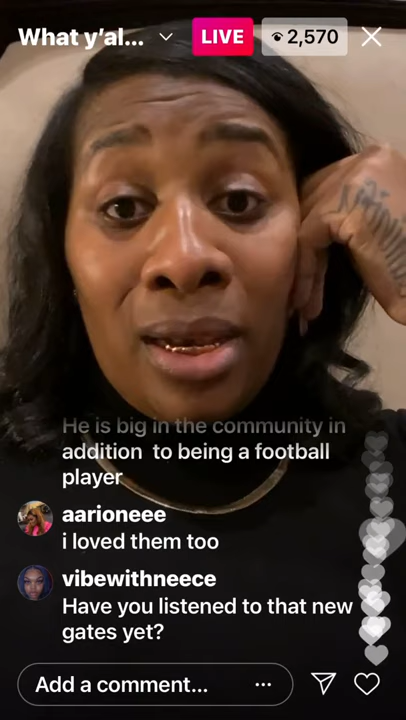 What y'al... LIVE 2,570
He is big in the community in
addition to being a football
player
aarioneee
i loved them too
vibewithneece
Have you listened to that new
gates yet?
Add a comment...